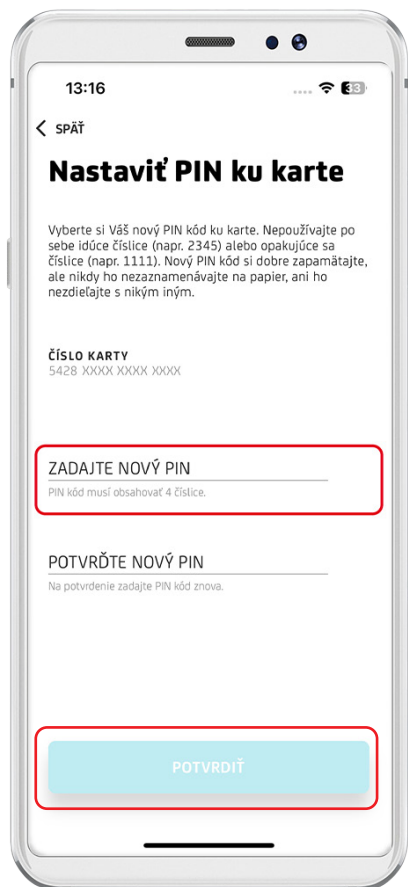 13:16
33
SPÄŤ
Nastaviť PIN ku karte
Vyberte si Váš nový PIN kód ku karte. Nepoužívajte po
sebe idúce číslice (napr. 2345) alebo opakujúce sa
číslice (napr. 1111). Nový PIN kód si dobre zapamätajte,
ale nikdy ho nezaznamenávajte na papier, ani ho
nezdieľajte s nikým iným.
ČÍSLO KARTY
5428 XXXX XXXX XXXX
ZADAJTE NOVÝ PIN
PIN kód musí obsahovať 4 číslice.
POTVRĎTE NOVÝ PIN
Na potvrdenie zadajte PIN kód znova.
POTVRDIŤ